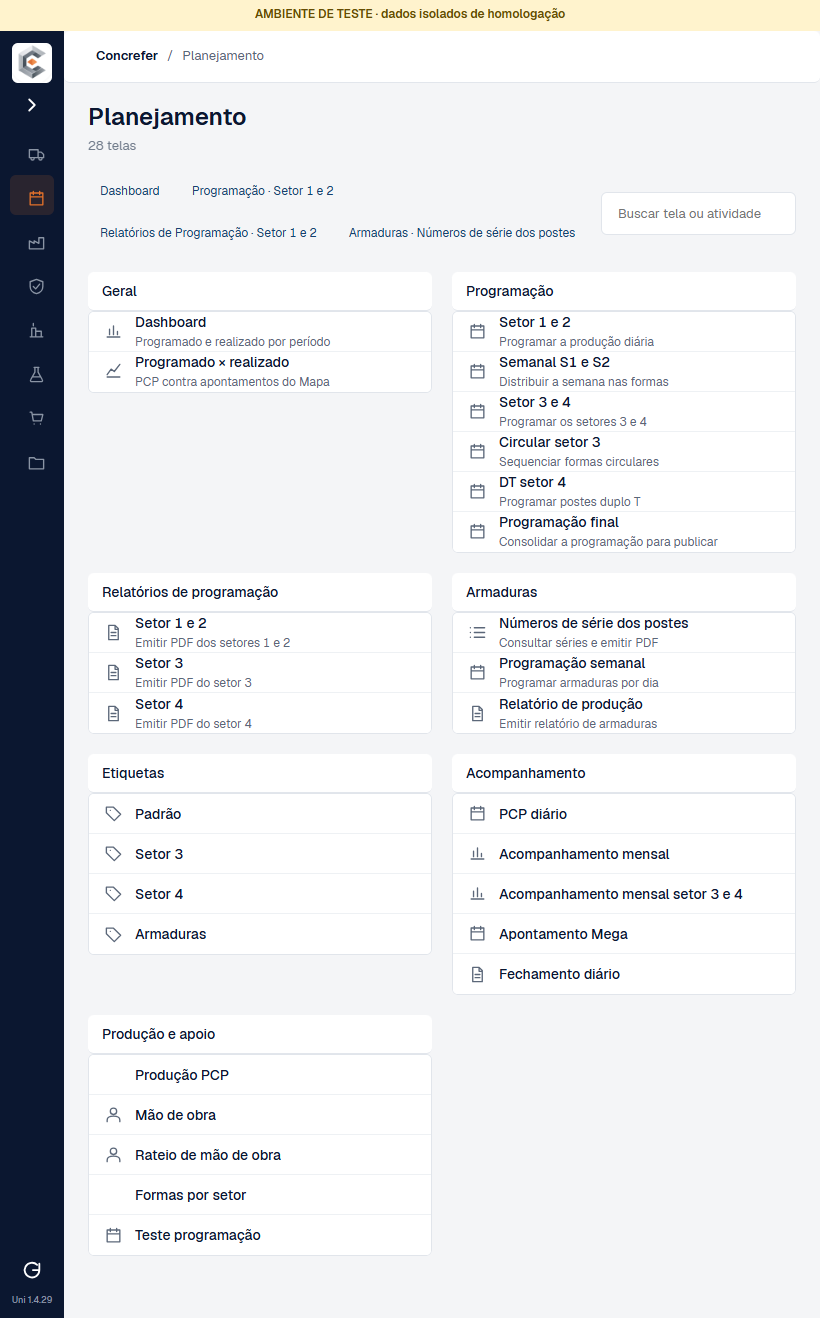 AMBIENTE DE TESTE · dados isolados de homologação
Concrefer / Planejamento
Planejamento
28 telas
Dashboard
Programação · Setor 1 e 2
Relatórios de Programação · Setor 1 e 2
Armaduras · Números de série dos postes
Buscar tela ou atividade
Geral
Dashboard
Programado e realizado por período
Programado × realizado
PCP contra apontamentos do Mapa
Programação
Setor 1 e 2
Programar a produção diária
Semanal S1 e S2
Distribuir a semana nas formas
Setor 3 e 4
Programar os setores 3 e 4
Circular setor 3
Sequenciar formas circulares
DT setor 4
Programar postes duplo T
Programação final
Consolidar a programação para publicar
Relatórios de programação
Setor 1 e 2
Emitir PDF dos setores 1 e 2
Setor 3
Emitir PDF do setor 3
Setor 4
Emitir PDF do setor 4
Armaduras
Números de série dos postes
Consultar séries e emitir PDF
Programação semanal
Programar armaduras por dia
Relatório de produção
Emitir relatório de armaduras
Etiquetas
Padrão
Setor 3
Setor 4
Armaduras
Acompanhamento
PCP diário
Acompanhamento mensal
Acompanhamento mensal setor 3 e 4
Apontamento Mega
Fechamento diário
Produção e apoio
Produção PCP
Mão de obra
Rateio de mão de obra
Formas por setor
Teste programação
Uni 1.4.29